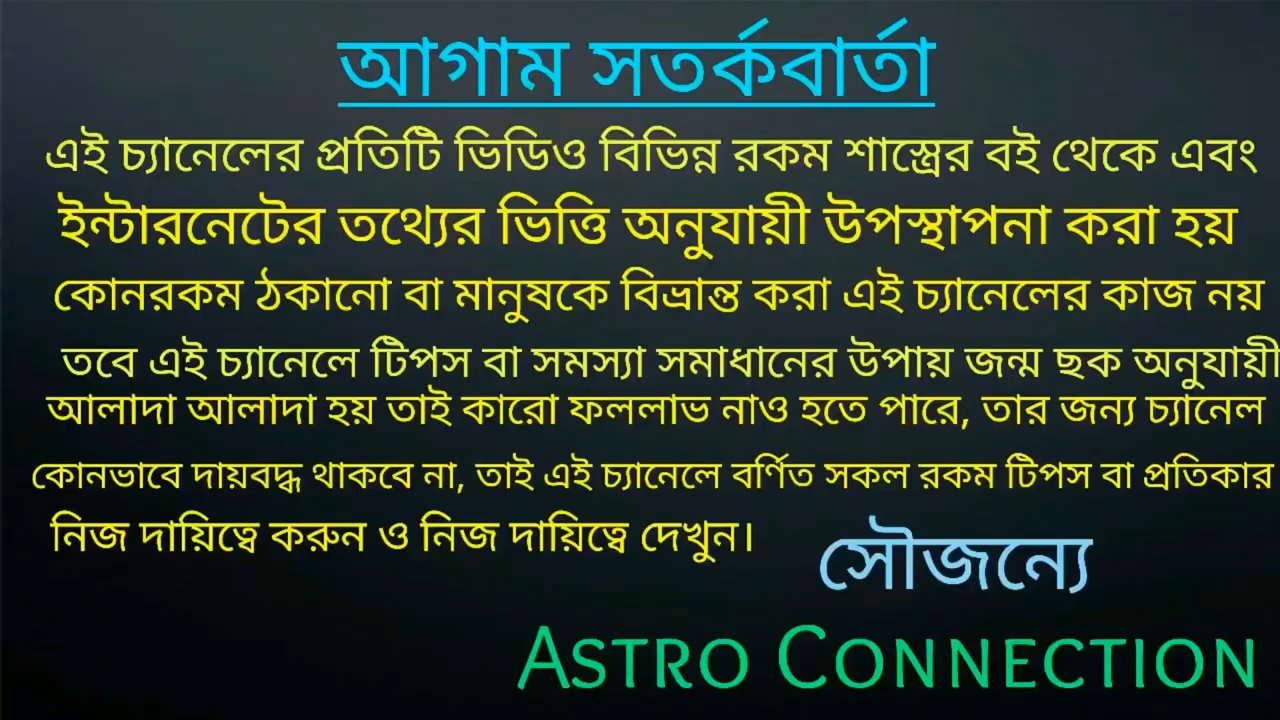 আগাম সতর্কবার্তা
এই চ্যানেলের প্রতিটি ভিডিও বিভিন্ন রকম শাস্ত্রের বই থেকে এবং
ইন্টারনেটের তথ্যের ভিত্তি অনুযায়ী উপস্থাপনা করা হয়
কোনরকম ঠকানো বা মানুষকে বিভ্রান্ত করা এই চ্যানেলের কাজ নয়
তবে এই চ্যানেলে টিপস বা সমস্যা সমাধানের উপায় জন্ম ছক অনুযায়ী
আলাদা আলাদা হয় তাই কারো ফললাভ নাও হতে পারে, তার জন্য চ্যানেল
কোনভাবে দায়বদ্ধ থাকবে না, তাই এই চ্যানেলে বর্ণিত সকল রকম টিপস বা প্রতিকার
নিজ দায়িত্বে করুন ও নিজ দায়িত্বে দেখুন।
সৌজন্যে
ASTRO CONNECTION